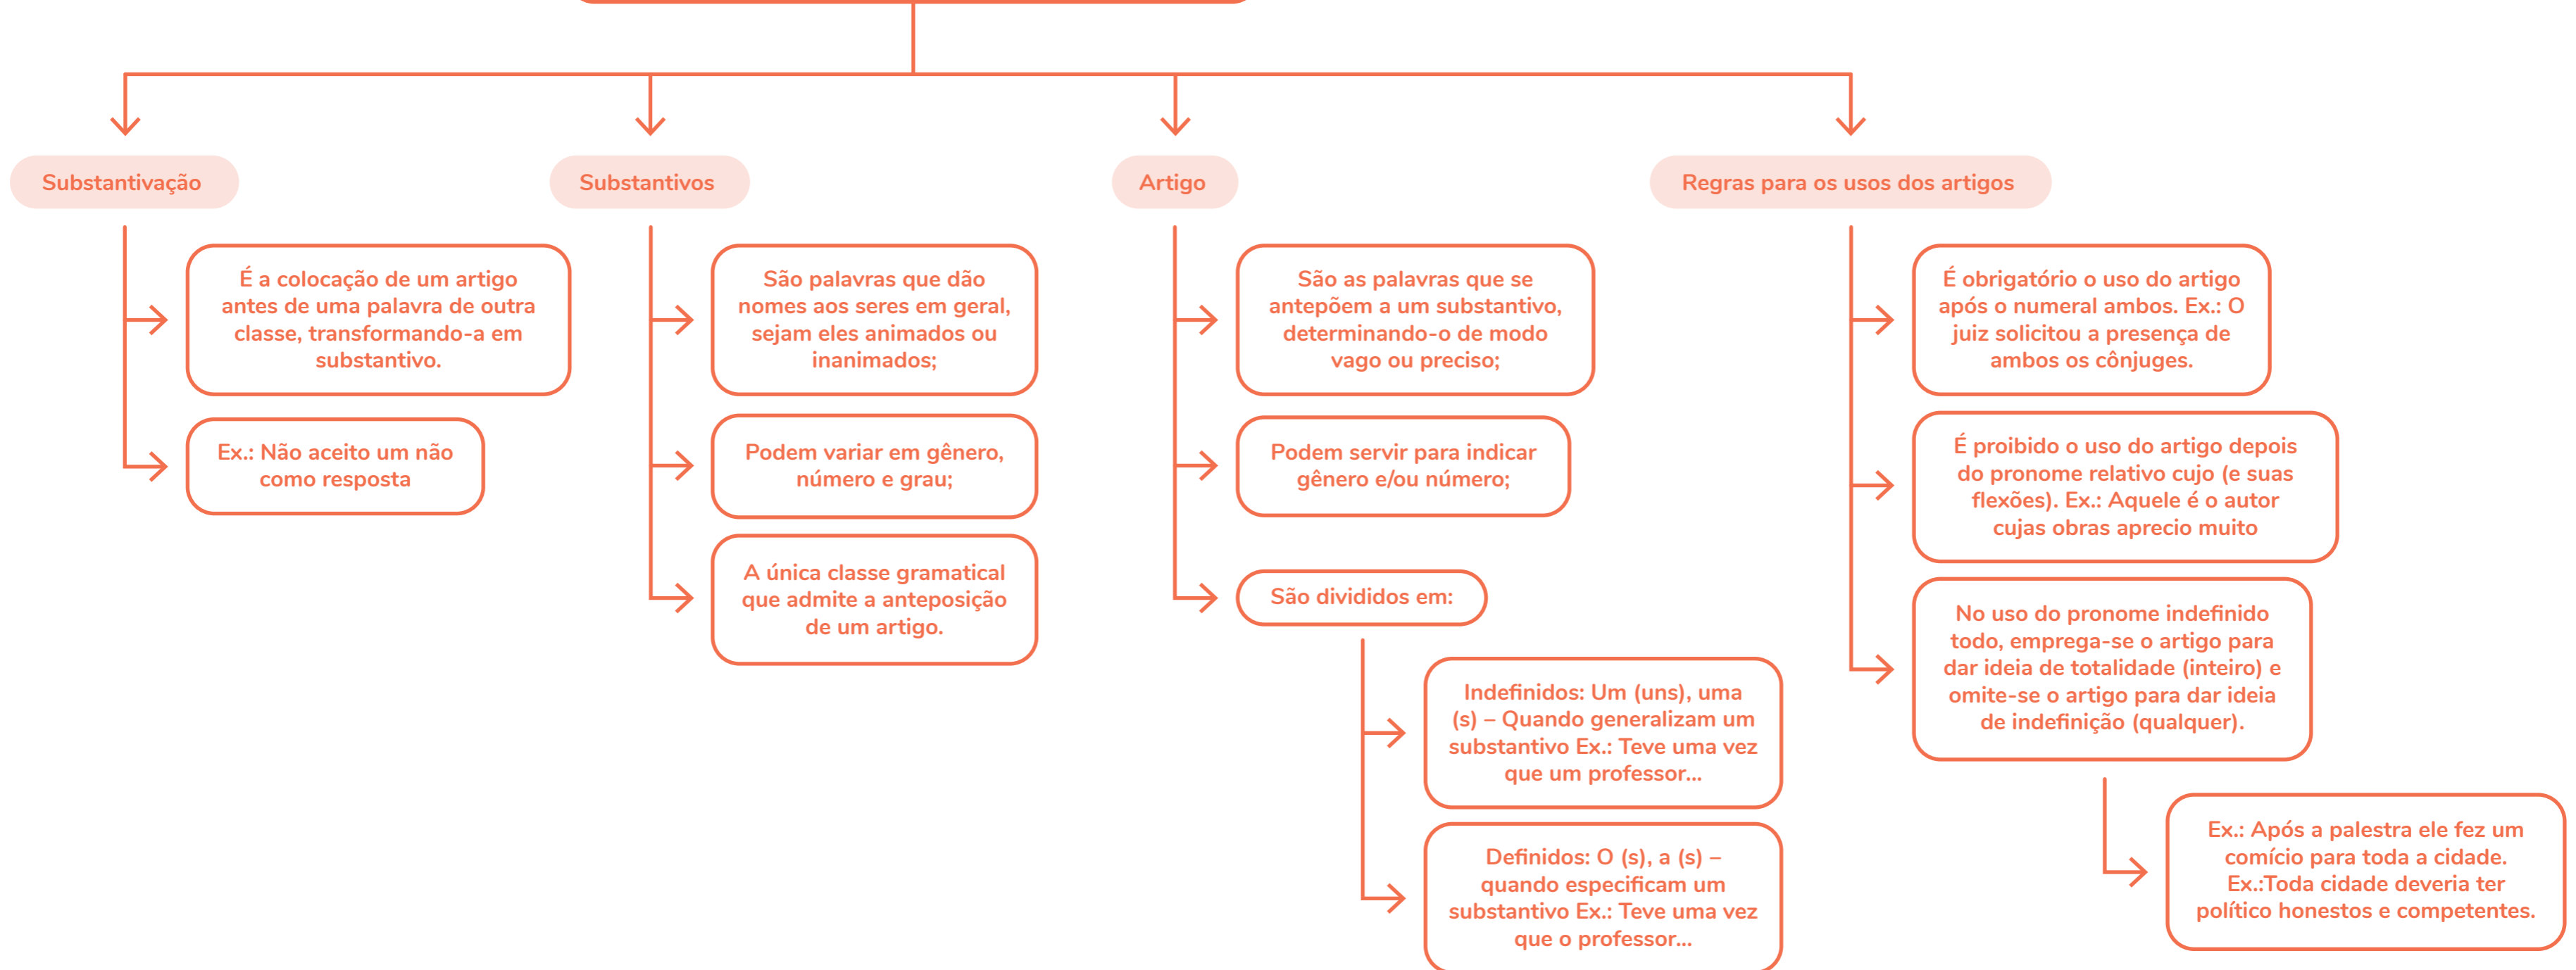 Substantivação
É a colocação de um artigo
antes de uma palavra de outra
classe, transformando-a em
substantivo.
Ex.: Não aceito um não
como resposta
Substantivos
São palavras que dão
nomes aos seres em geral,
sejam eles animados ou
inanimados;
Podem variar em gênero,
número e grau;
A única classe gramatical
que admite a anteposição
de um artigo.
Artigo
São as palavras que se
antepõem a um substantivo,
determinando-o de modo
vago ou preciso;
Podem servir para indicar
gênero e/ou número;
São divididos em:
Indefinidos: Um (uns), uma
(s) – Quando generalizam um
substantivo Ex.: Teve uma vez
que um professor...
Definidos: O (s), a (s) –
quando especificam um
substantivo Ex.: Teve uma vez
que o professor...
Regras para os usos dos artigos
É obrigatório o uso do artigo
após o numeral ambos. Ex.: O
juiz solicitou a presença de
ambos os cônjuges.
É proibido o uso do artigo depois
do pronome relativo cujo (e suas
flexões). Ex.: Aquele é o autor
cujas obras aprecio muito
No uso do pronome indefinido
todo, emprega-se o artigo para
dar ideia de totalidade (inteiro) e
omite-se o artigo para dar ideia
de indefinição (qualquer).
Ex.: Após a palestra ele fez um
comício para toda a cidade.
Ex.:Toda cidade deveria ter
político honestos e competentes.